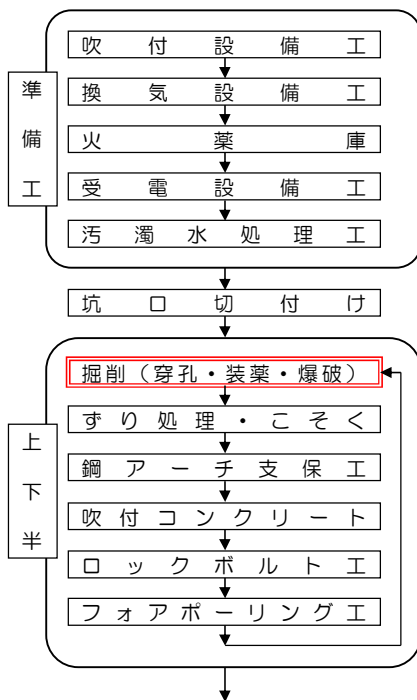 準備工
吹付設備工
換気設備工
火薬庫
受電設備工
汚濁水処理工
坑口切付け
上下半
掘削（穿孔・装薬・爆破）
ずり処理・こそく
鋼アーチ支保工
吹付コンクリート
ロックボルト工
フォアポーリング工